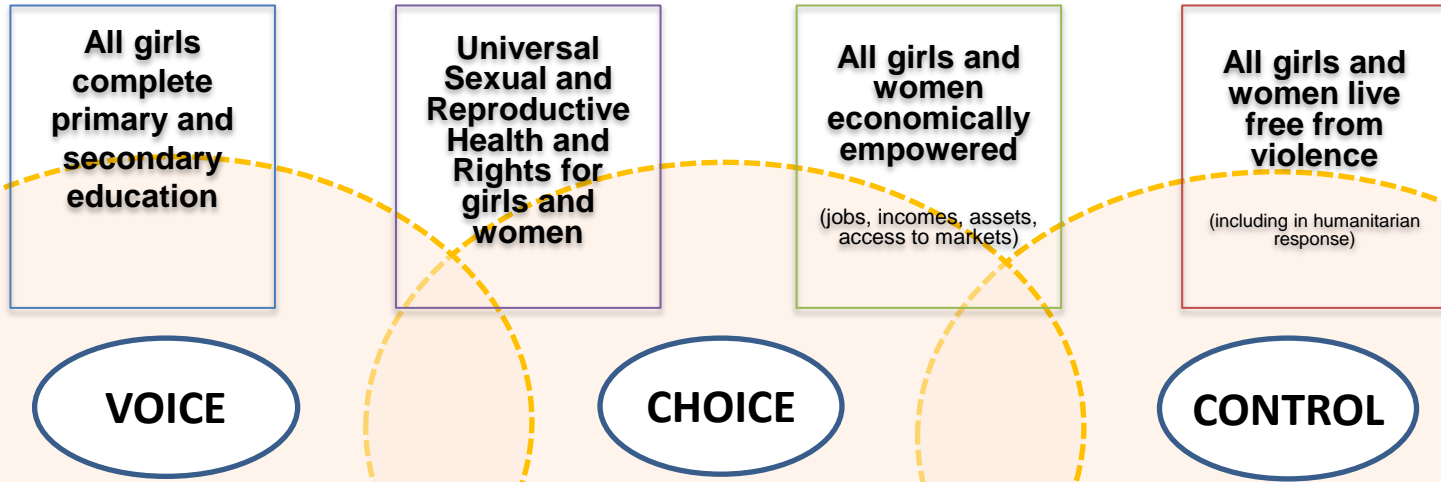 All girls
complete
primary and
secondary
education
Universal
Sexual and
Reproductive
Health and
Rights for
girls and
women
All girls and
women
economically
empowered
(jobs, incomes, assets,
access to markets)
All girls and
women live
free from
violence
(including in humanitarian
response)
VOICE
CHOICE
CONTROL